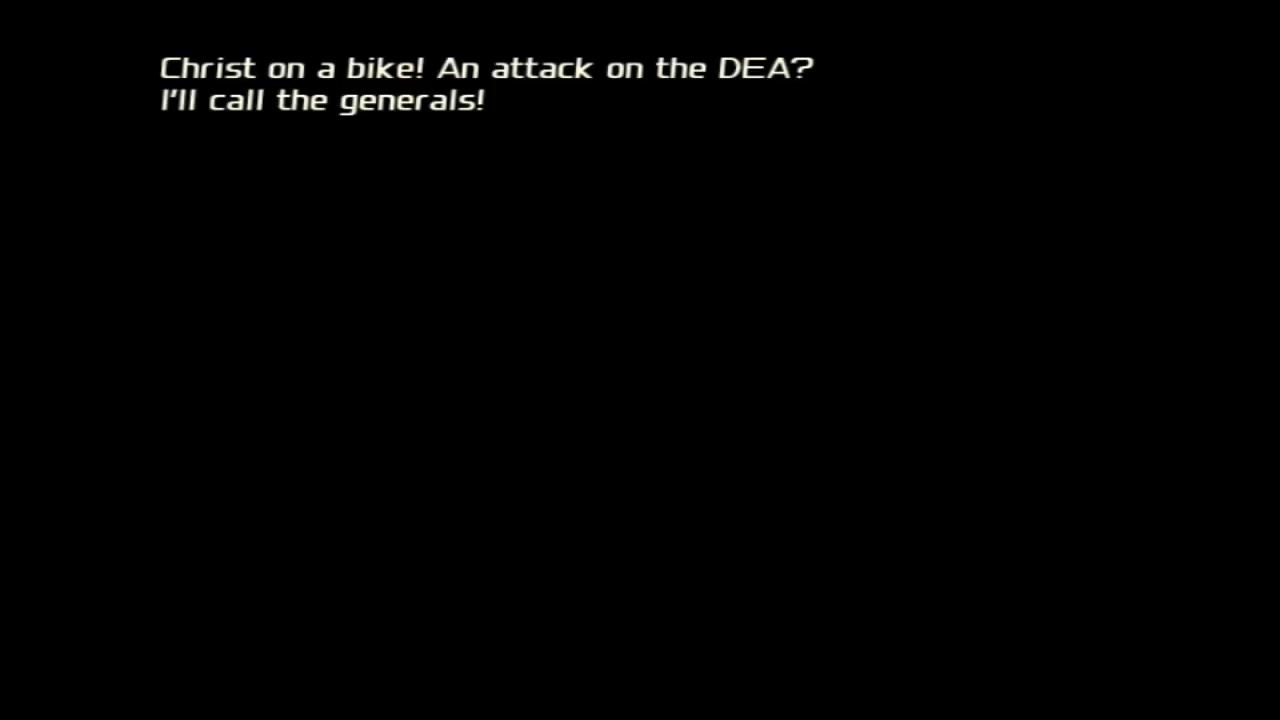 Christ on a bike! An attack on the DEA?
I'll call the generals!